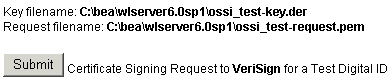 Key filename: C:\bea\wlserver6.0sp1\ossi_test-key.der
Request filename: C:\bea\wlserver6.0sp1\ossi_test-request.pem
Submit Certificate Signing Request to VeriSign for a Test Digital ID